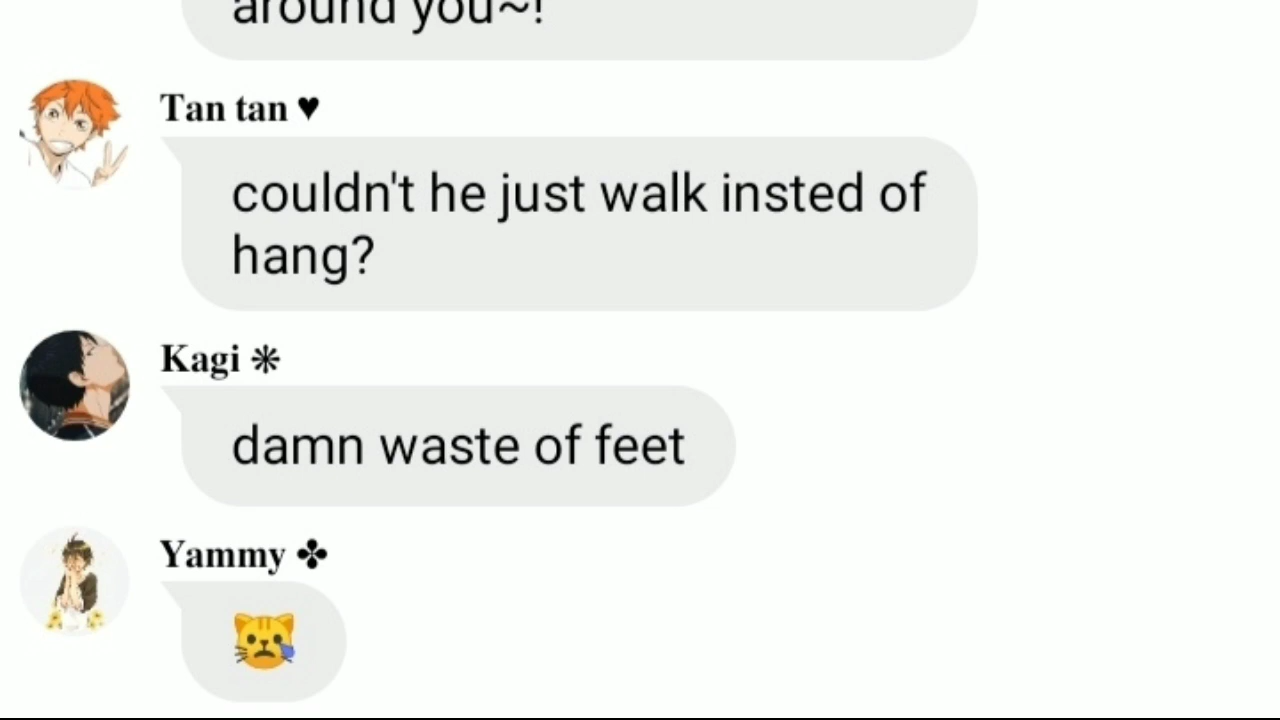 around you~!
Tan tan ♥
couldn't he just walk insted of
hang?
Kagi ❋
damn waste of feet
Yammy ✤
😿